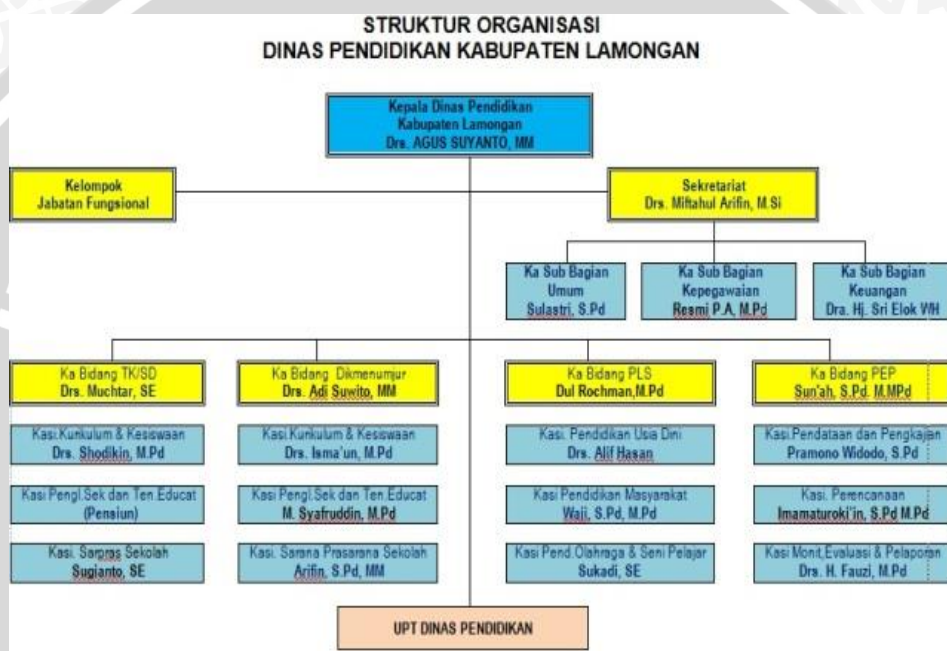 STRUKTUR ORGANISASI
DINAS PENDIDIKAN KABUPATEN LAMONGAN
Kepala Dinas Pendidikan
Kabupaten Lamongan
Drs. AGUS SUYANTO, MM
Kelompok
Jabatan Fungsional
Sekretariat
Drs. Miftahul Arifin, M.Si
Ka Sub Bagian
Umum
Sulastri, S.Pd
Ka Sub Bagian
Kepegawaian
Resmi P.A, M.Pd
Ka Sub Bagian
Keuangan
Dra. Hj. Sri Elok WH
Ka Bidang TK/SD
Drs. Muchtar, SE
Ka Bidang Dikmenumjur
Drs. Adi Suwito, MM
Ka Bidang PLS
Dul Rochman,M.Pd
Ka Bidang PEP
Sun'ah, S.Pd. M.MPd
Kasi.Kurikulum & Kesiswaan
Drs. Shodikin, M.Pd
Kasi.Kurikulum & Kesiswaan
Drs. Isma'un, M.Pd
Kasi. Pendidikan Usia Dini
Drs. Alif Hasan
Kasi.Pendataan dan Pengkajian
Pramono Widodo, S.Pd
Kasi Pengl.Sek dan Ten.Educat
(Pensiun)
Kasi Pengl.Sek dan Ten.Educat
M. Syafruddin, M.Pd
Kasi Pendidikan Masyarakat
Waji, S.Pd, M.Pd
Kasi. Perencanaan
Imamaturoki'in, S.Pd M.Pd
Kasi. Sarpras Sekolah
Sugianto, SE
Kasi. Sarana Prasarana Sekolah
Arifin, S.Pd, MM
Kasi Pend.Olahraga & Seni Pelajar
Sukadi, SE
Kasi Monit,Evaluasi & Pelaporan
Drs. H. Fauzi, M.Pd
UPT DINAS PENDIDIKAN